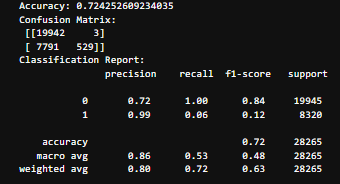 Accuracy: 0.724252609234035
Confusion Matrix:
[[19942 3]
[ 7791 529]]
Classification Report:
precision recall f1-score support
0 0.72 1.00 0.84 19945
1 0.99 0.06 0.12 8320
accuracy 0.72 28265
macro avg 0.86 0.53 0.48 28265
weighted avg 0.80 0.72 0.63 28265